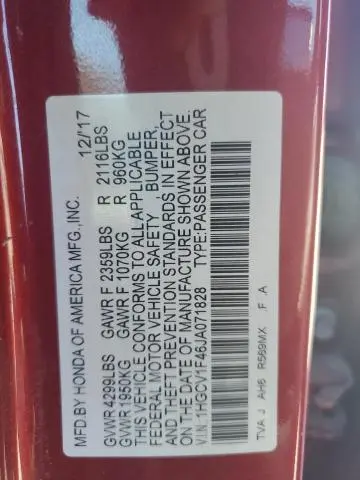 MFD.BY HONDA OF AMERICA MFG.,INC. 12/'17
GVWR 4299LBS GAWR F 2359LBS R 2116LBS
GVWR 1950KG GAWR F 1070KG R 960KG
THIS VEHICLE CONFORMS TO ALL APPLICABLE
FEDERAL MOTOR VEHICLE SAFETY , BUMPER,
AND THEFT PREVENTION STANDARDS IN EFFECT
ON THE DATE OF MANUFACTURE SHOWN ABOVE.
V.I.N:1HGCV1F46JA071828 TYPE:PASSENGER CAR
TVA J AH6 R569MX F A